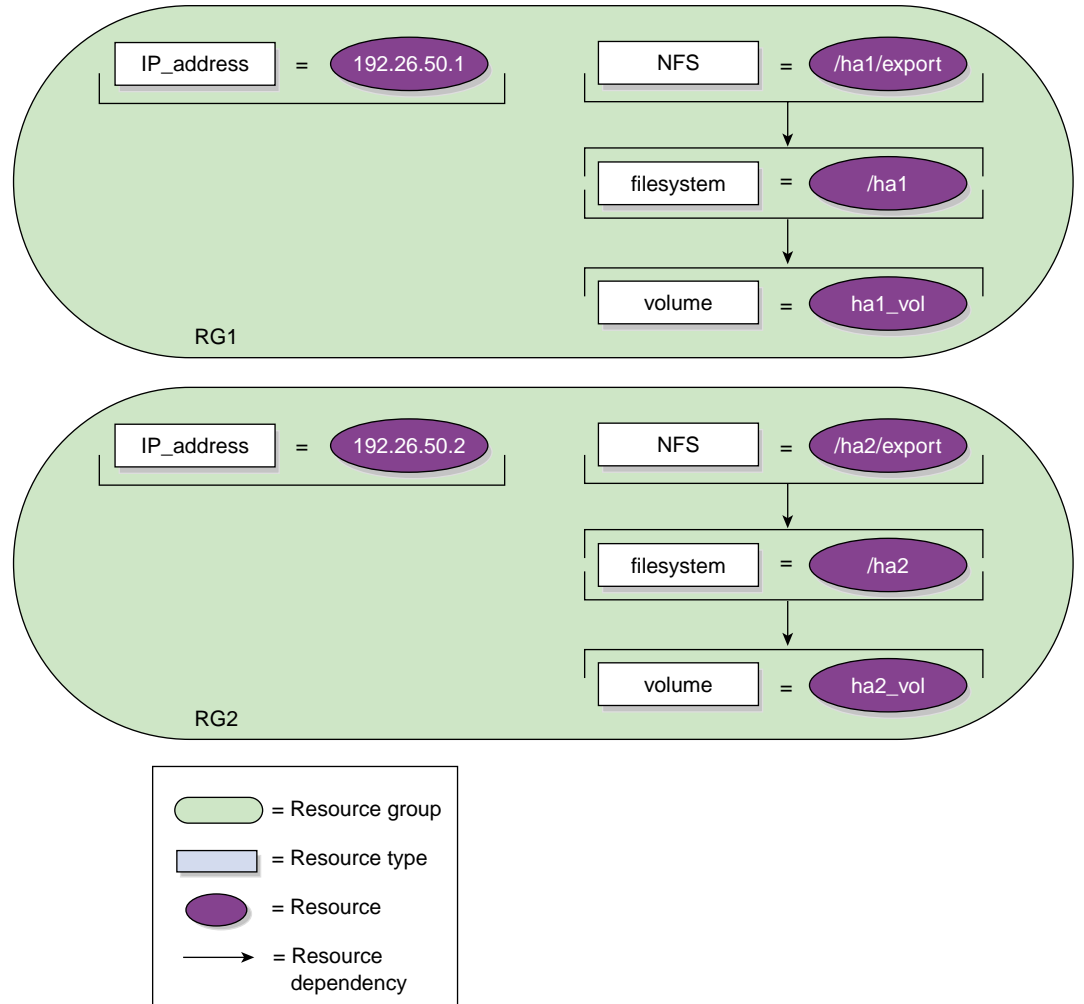 IP_address = 192.26.50.1
NFS = /ha1/export
filesystem = /ha1
volume = ha1_vol
RG1
IP_address = 192.26.50.2
NFS = /ha2/export
filesystem = /ha2
volume = ha2_vol
RG2
= Resource group
= Resource type
= Resource
= Resource
dependency